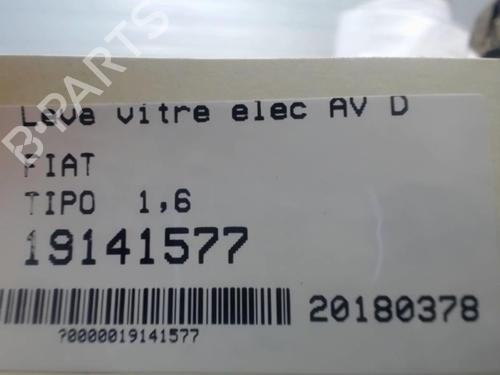 Leve vitre elec AV D
FIAT
TIPO 1,6
19141577
20180378
?0000019141577
B-PARTS